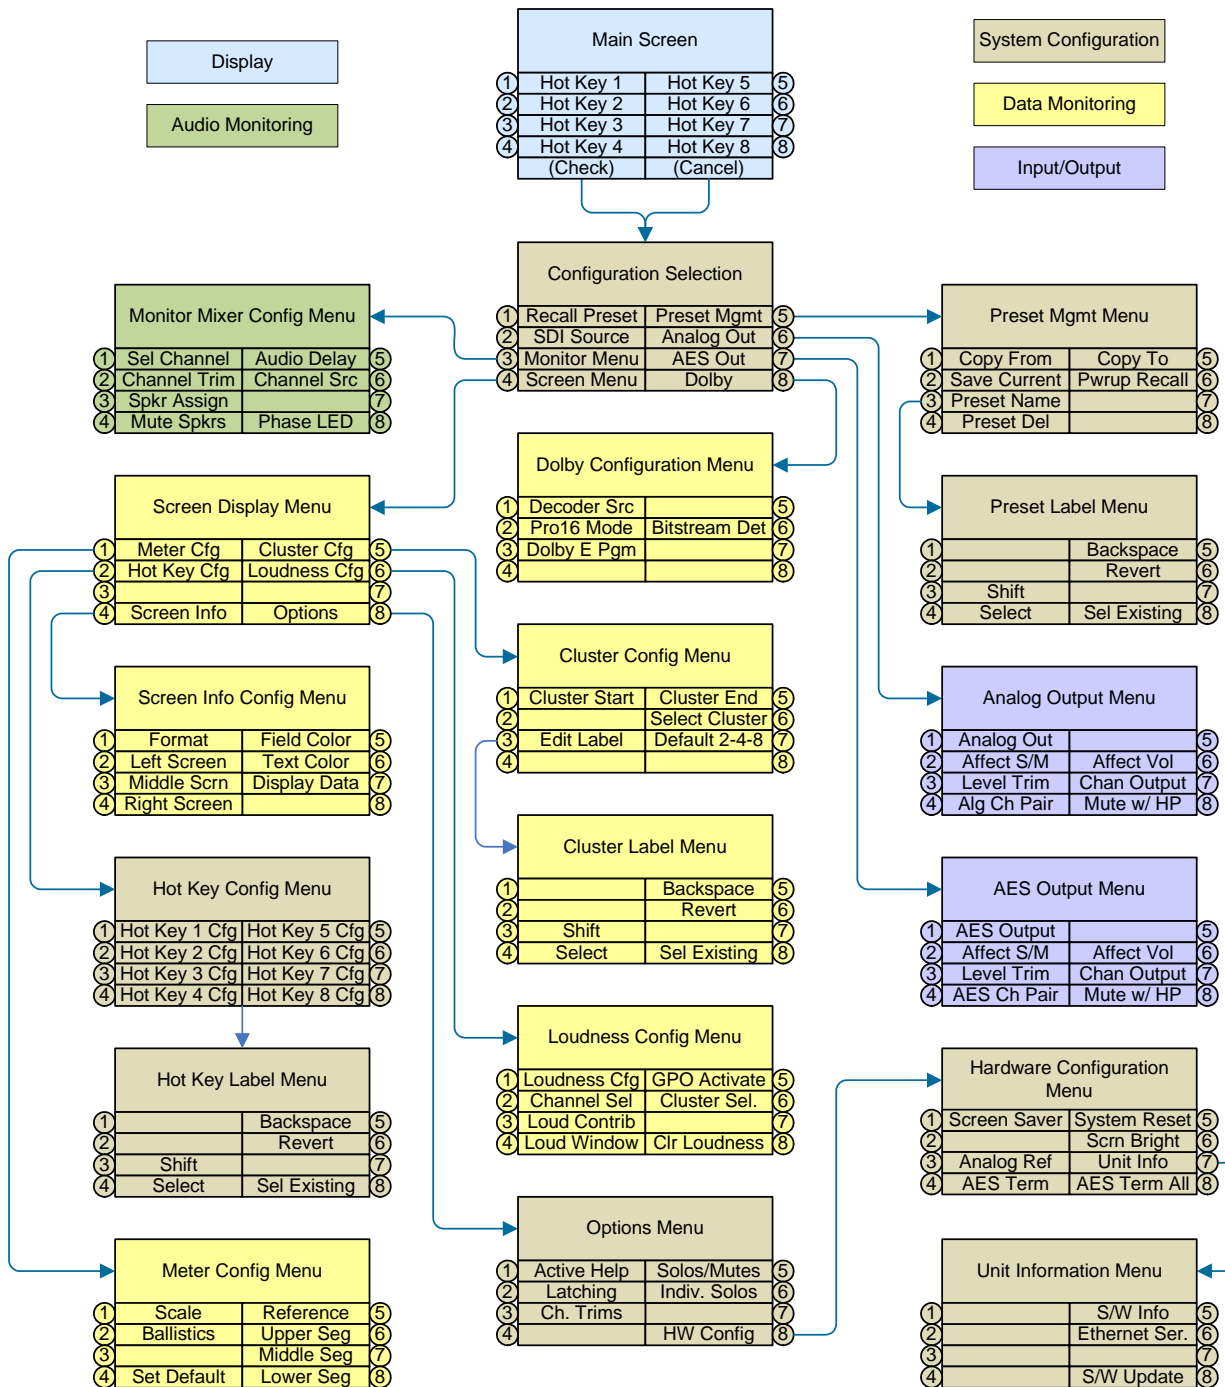 Display
Audio Monitoring
Main Screen
1 Hot Key 1 Hot Key 5 5
2 Hot Key 2 Hot Key 6 6
3 Hot Key 3 Hot Key 7 7
4 Hot Key 4 Hot Key 8 8
(Check) (Cancel)
System Configuration
Data Monitoring
Input/Output
Configuration Selection
1 Recall Preset Preset Mgmt 5
2 SDI Source Analog Out 6
3 Monitor Menu AES Out 7
4 Screen Menu Dolby 8
Monitor Mixer Config Menu
1 Sel Channel Audio Delay 5
2 Channel Trim Channel Src 6
3 Spkr Assign 7
4 Mute Spkrs Phase LED 8
Preset Mgmt Menu
1 Copy From Copy To 5
2 Save Current Pwrup Recall 6
3 Preset Name 7
4 Preset Del 8
Dolby Configuration Menu
1 Decoder Src 5
2 Pro16 Mode Bitstream Det 6
3 Dolby E Pgm 7
4 8
Screen Display Menu
1 Meter Cfg Cluster Cfg 5
2 Hot Key Cfg Loudness Cfg 6
3 7
4 Screen Info Options 8
Preset Label Menu
1 Backspace 5
2 Revert 6
3 Shift 7
4 Select Sel Existing 8
Cluster Config Menu
1 Cluster Start Cluster End 5
2 Select Cluster 6
3 Edit Label Default 2-4-8 7
4 8
Screen Info Config Menu
1 Format Field Color 5
2 Left Screen Text Color 6
3 Middle Scrn Display Data 7
4 Right Screen 8
Analog Output Menu
1 Analog Out 5
2 Affect S/M Affect Vol 6
3 Level Trim Chan Output 7
4 Alg Ch Pair Mute w/ HP 8
Cluster Label Menu
1 Backspace 5
2 Revert 6
3 Shift 7
4 Select Sel Existing 8
Hot Key Config Menu
1 Hot Key 1 Cfg Hot Key 5 Cfg 5
2 Hot Key 2 Cfg Hot Key 6 Cfg 6
3 Hot Key 3 Cfg Hot Key 7 Cfg 7
4 Hot Key 4 Cfg Hot Key 8 Cfg 8
AES Output Menu
1 AES Output 5
2 Affect S/M Affect Vol 6
3 Level Trim Chan Output 7
4 AES Ch Pair Mute w/ HP 8
Loudness Config Menu
1 Loudness Cfg GPO Activate 5
2 Channel Sel Cluster Sel. 6
3 Loud Contrib 7
4 Loud Window Clr Loudness 8
Hot Key Label Menu
1 Backspace 5
2 Revert 6
3 Shift 7
4 Select Sel Existing 8
Hardware Configuration
Menu
1 Screen Saver System Reset 5
2 Scrn Bright 6
3 Analog Ref Unit Info 7
4 AES Term AES Term All 8
Options Menu
1 Active Help Solos/Mutes 5
2 Latching Indiv. Solos 6
3 Ch. Trims 7
4 HW Config 8
Meter Config Menu
1 Scale Reference 5
2 Ballistics Upper Seg 6
3 Middle Seg 7
4 Set Default Lower Seg 8
Unit Information Menu
1 S/W Info 5
2 Ethernet Ser. 6
3 7
4 S/W Update 8